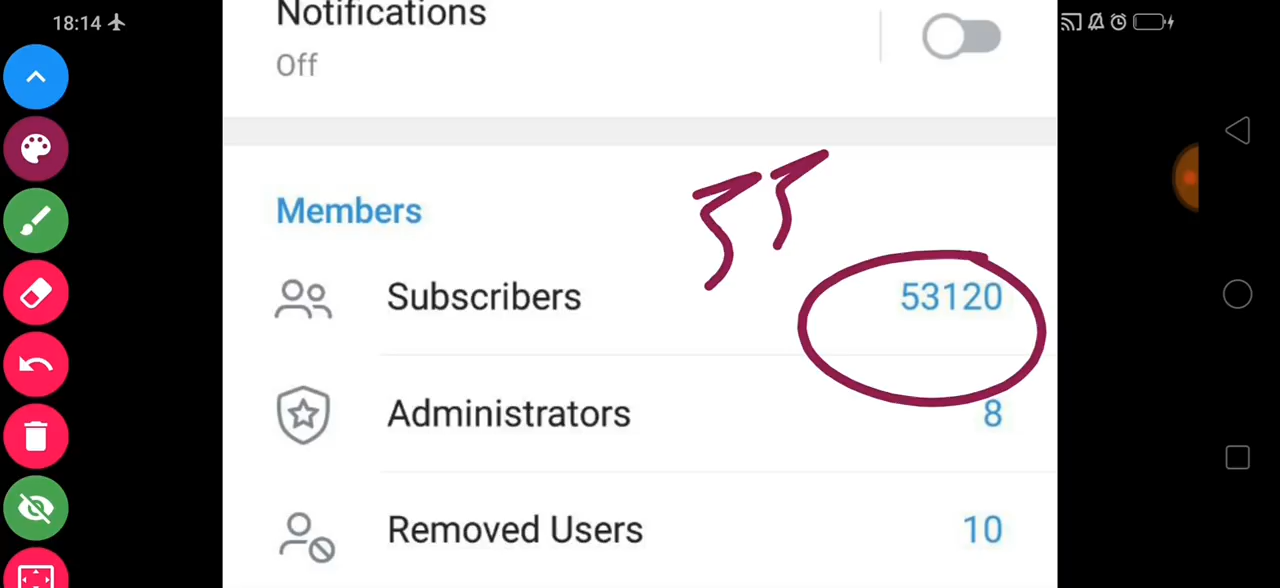 18:14
Notifications
Off
Members
Subscribers 53120
Administrators 8
Removed Users 10